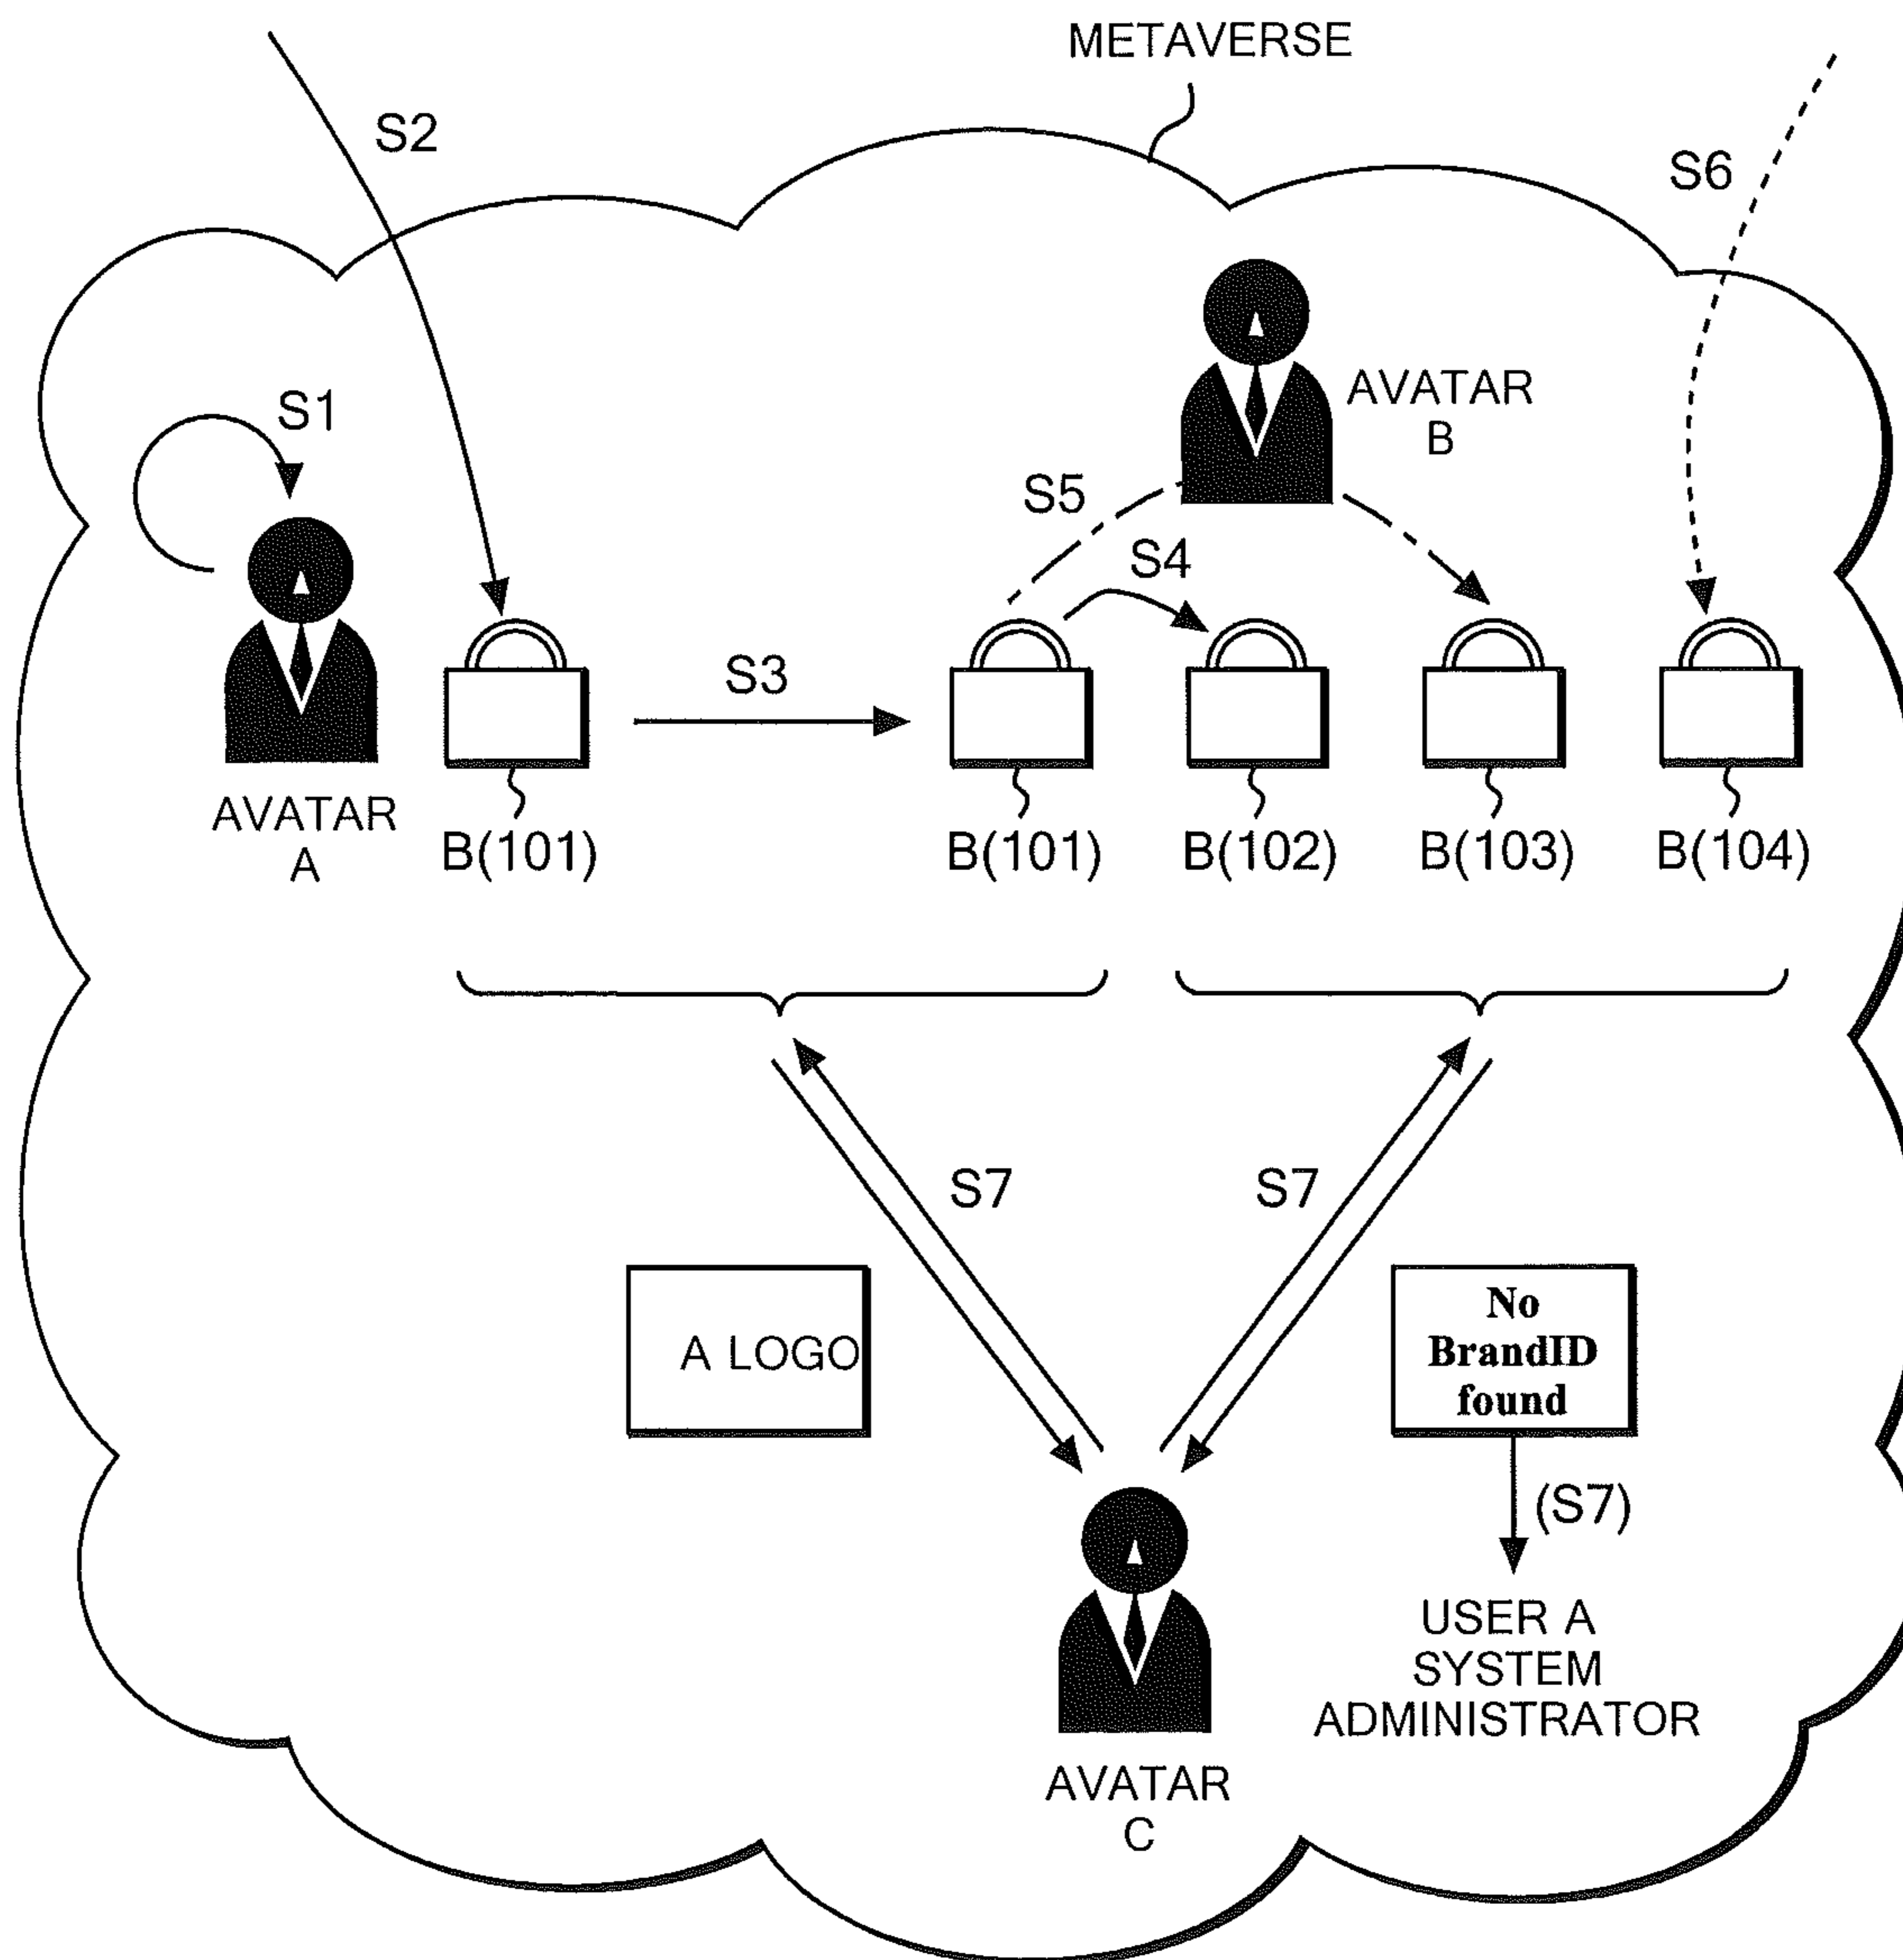 METAVERSE
S2
S6
S1
AVATAR
B
S5
S4
S3
AVATAR
A
B(101)
B(101)
B(102)
B(103)
B(104)
S7
S7
A LOGO
No
BrandID
found
(S7)
USER A
SYSTEM
ADMINISTRATOR
AVATAR
C